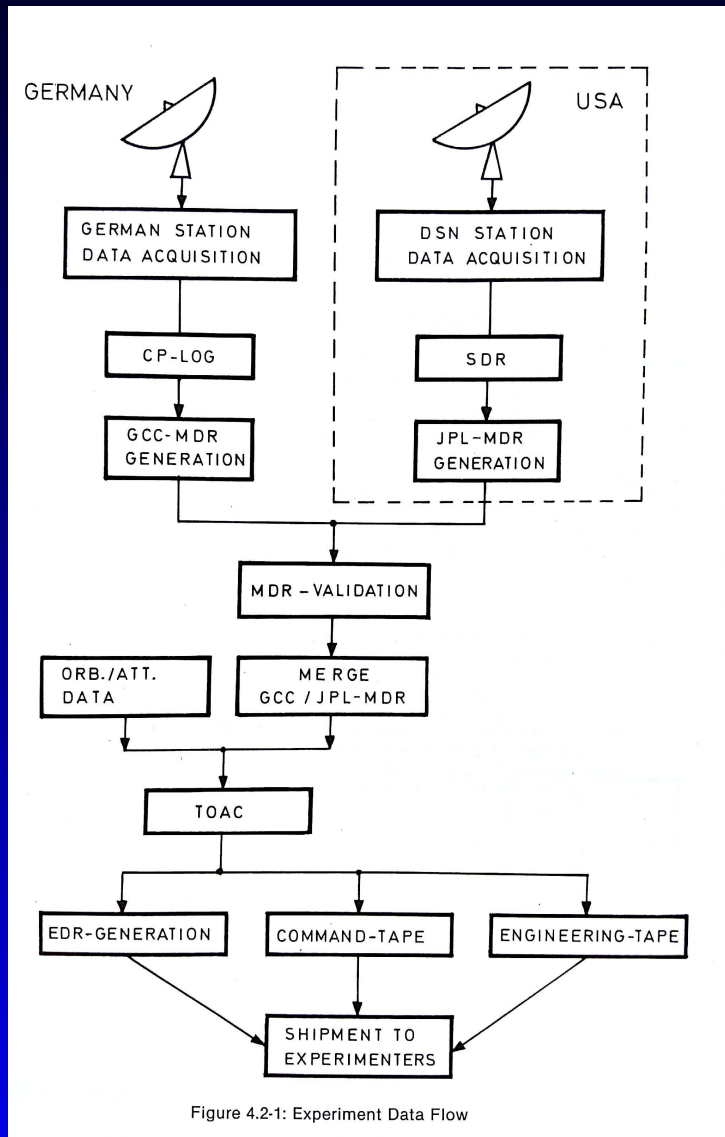 GERMANY
USA
GERMAN STATION
DATA ACQUISITION
DSN STATION
DATA ACQUISITION
CP-LOG
SDR
GCC-MDR
GENERATION
JPL-MDR
GENERATION
MDR-VALIDATION
ORB./ATT.
DATA
MERGE
GCC / JPL-MDR
TOAC
EDR-GENERATION
COMMAND-TAPE
ENGINEERING-TAPE
SHIPMENT TO
EXPERIMENTERS
Figure 4.2-1: Experiment Data Flow